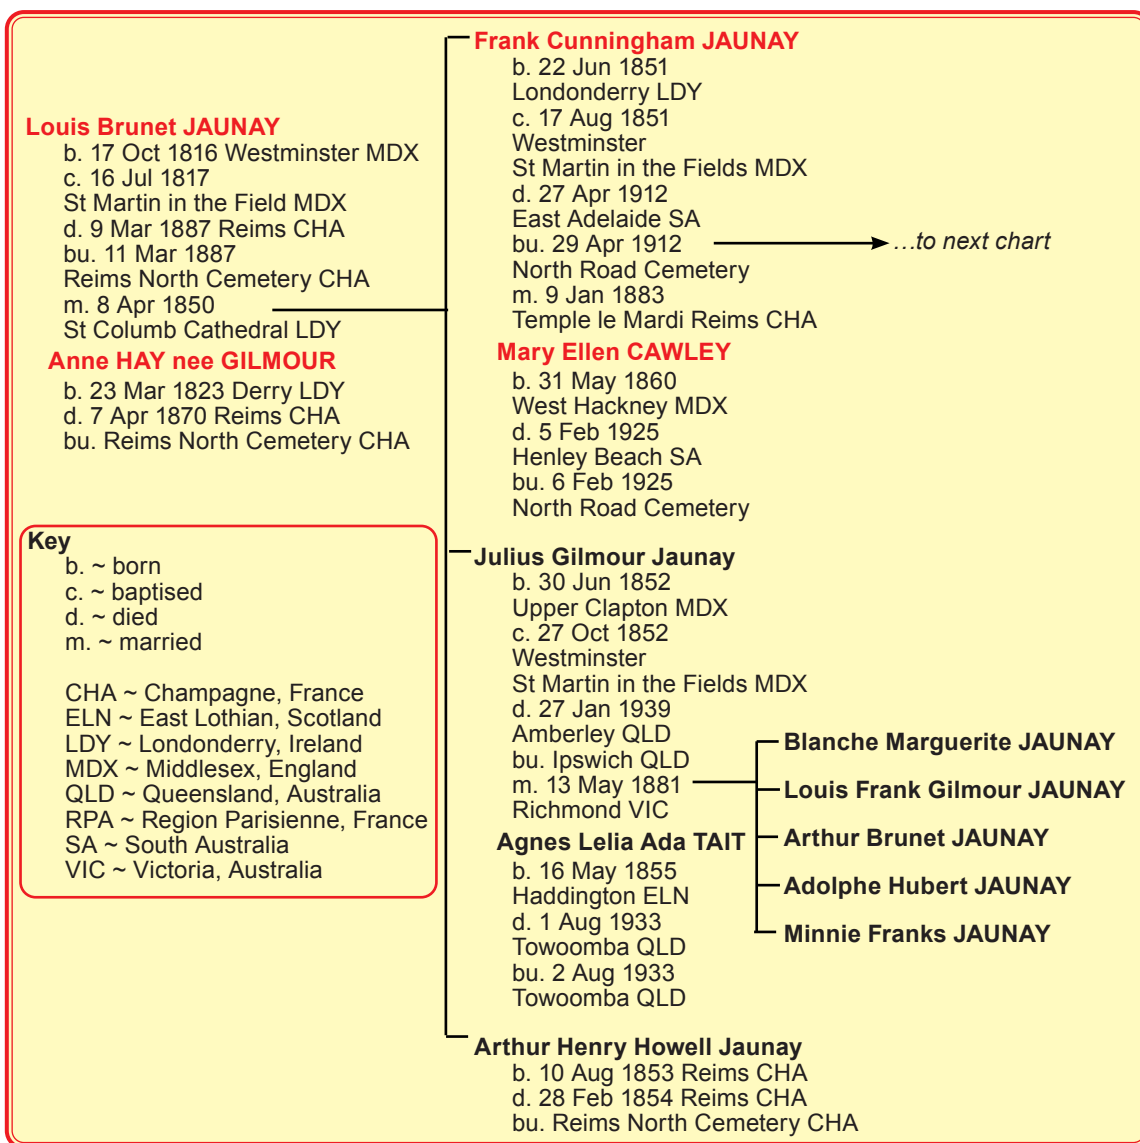 Louis Brunet JAUNAY
b. 17 Oct 1816 Westminster MDX
c. 16 Jul 1817
St Martin in the Field MDX
d. 9 Mar 1887 Reims CHA
bu. 11 Mar 1887
Reims North Cemetery CHA
m. 8 Apr 1850
St Columb Cathedral LDY
Anne HAY nee GILMOUR
b. 23 Mar 1823 Derry LDY
d. 7 Apr 1870 Reims CHA
bu. Reims North Cemetery CHA
Key
b. ~ born
c. ~ baptised
d. ~ died
m. ~ married
CHA ~ Champagne, France
ELN ~ East Lothian, Scotland
LDY ~ Londonderry, Ireland
MDX ~ Middlesex, England
QLD ~ Queensland, Australia
RPA ~ Region Parisienne, France
SA ~ South Australia
VIC ~ Victoria, Australia
Frank Cunningham JAUNAY
b. 22 Jun 1851
Londonderry LDY
c. 17 Aug 1851
Westminster
St Martin in the Fields MDX
d. 27 Apr 1912
East Adelaide SA
bu. 29 Apr 1912
…to next chart
North Road Cemetery
m. 9 Jan 1883
Temple le Mardi Reims CHA
Mary Ellen CAWLEY
b. 31 May 1860
West Hackney MDX
d. 5 Feb 1925
Henley Beach SA
bu. 6 Feb 1925
North Road Cemetery
Julius Gilmour Jaunay
b. 30 Jun 1852
Upper Clapton MDX
c. 27 Oct 1852
Westminster
St Martin in the Fields MDX
d. 27 Jan 1939
Amberley QLD
bu. Ipswich QLD
m. 13 May 1881
Richmond VIC
Agnes Lelia Ada TAIT
b. 16 May 1855
Haddington ELN
d. 1 Aug 1933
Towoomba QLD
bu. 2 Aug 1933
Towoomba QLD
Blanche Marguerite JAUNAY
Louis Frank Gilmour JAUNAY
Arthur Brunet JAUNAY
Adolphe Hubert JAUNAY
Minnie Franks JAUNAY
Arthur Henry Howell Jaunay
b. 10 Aug 1853 Reims CHA
d. 28 Feb 1854 Reims CHA
bu. Reims North Cemetery CHA